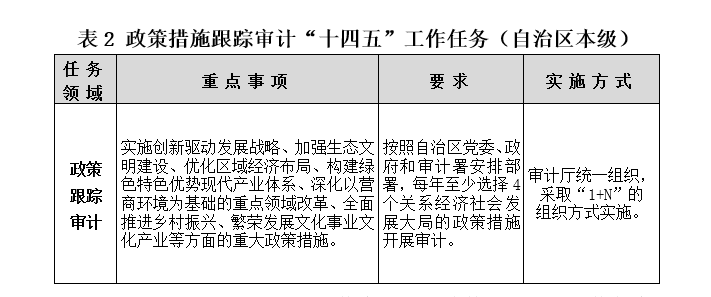 表2 政策措施跟踪审计“十四五”工作任务（自治区本级）
任务
领域
重点事项
要求
实施方式
政策
跟踪
审计
实施创新驱动发展战略、加强生态文
明建设、优化区域经济布局、构建绿
色特色优势现代产业体系、深化以营
商环境为基础的重点领域改革、全面
推进乡村振兴、繁荣发展文化事业文
化产业等方面的重大政策措施。
按照自治区党委、政
府和审计署安排部
署，每年至少选择4
个关系经济社会发
展大局的政策措施
开展审计。
审计厅统一组织，
采取“1+N”的
组织方式实施。